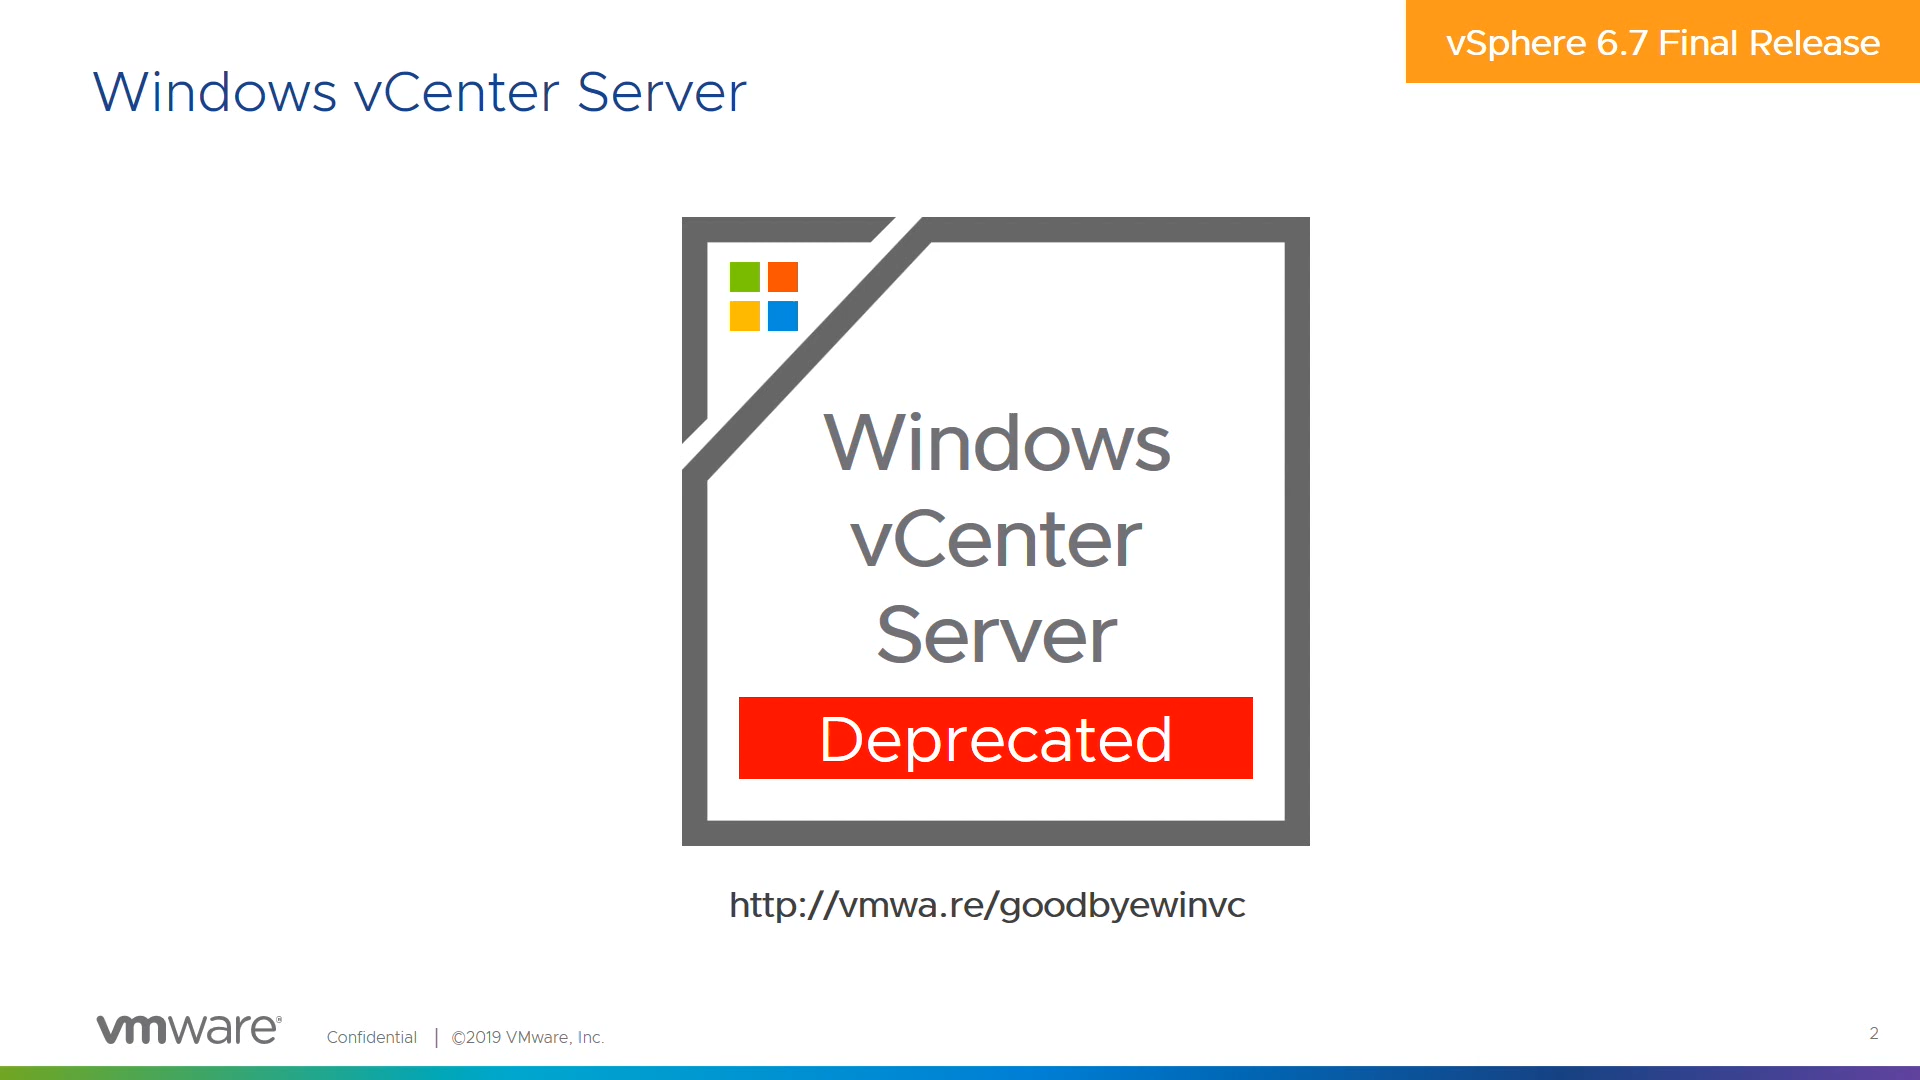 vSphere 6.7 Final Release
Windows vCenter Server
Windows
vCenter
Server
Deprecated
http://vmwa.re/goodbyewinvc
vmware®
Confidential | ©2019 VMware, Inc.
2